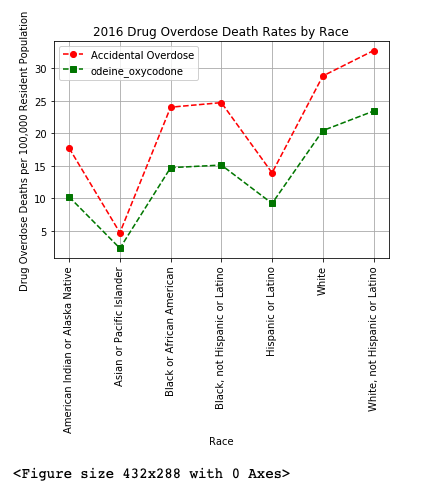 2016 Drug Overdose Death Rates by Race
Drug Overdose Deaths per 100,000 Resident Population
Accidental Overdose
odeine_oxycodone
30
25
20
15
10
5
American Indian or Alaska Native
Asian or Pacific Islander
Black or African American
Black, not Hispanic or Latino
Hispanic or Latino
White
White, not Hispanic or Latino
Race
<Figure size 432x288 with 0 Axes>